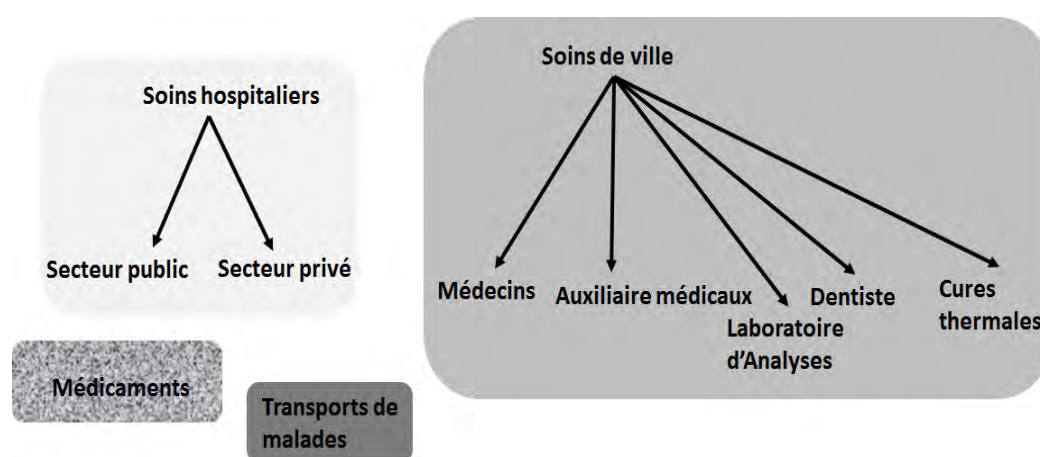 Soins hospitaliers
Secteur public
Secteur privé
Médicaments
Transports de
malades
Soins de ville
Médecins
Auxiliaire médicaux
Laboratoire
d'Analyses
Dentiste
Cures
thermales